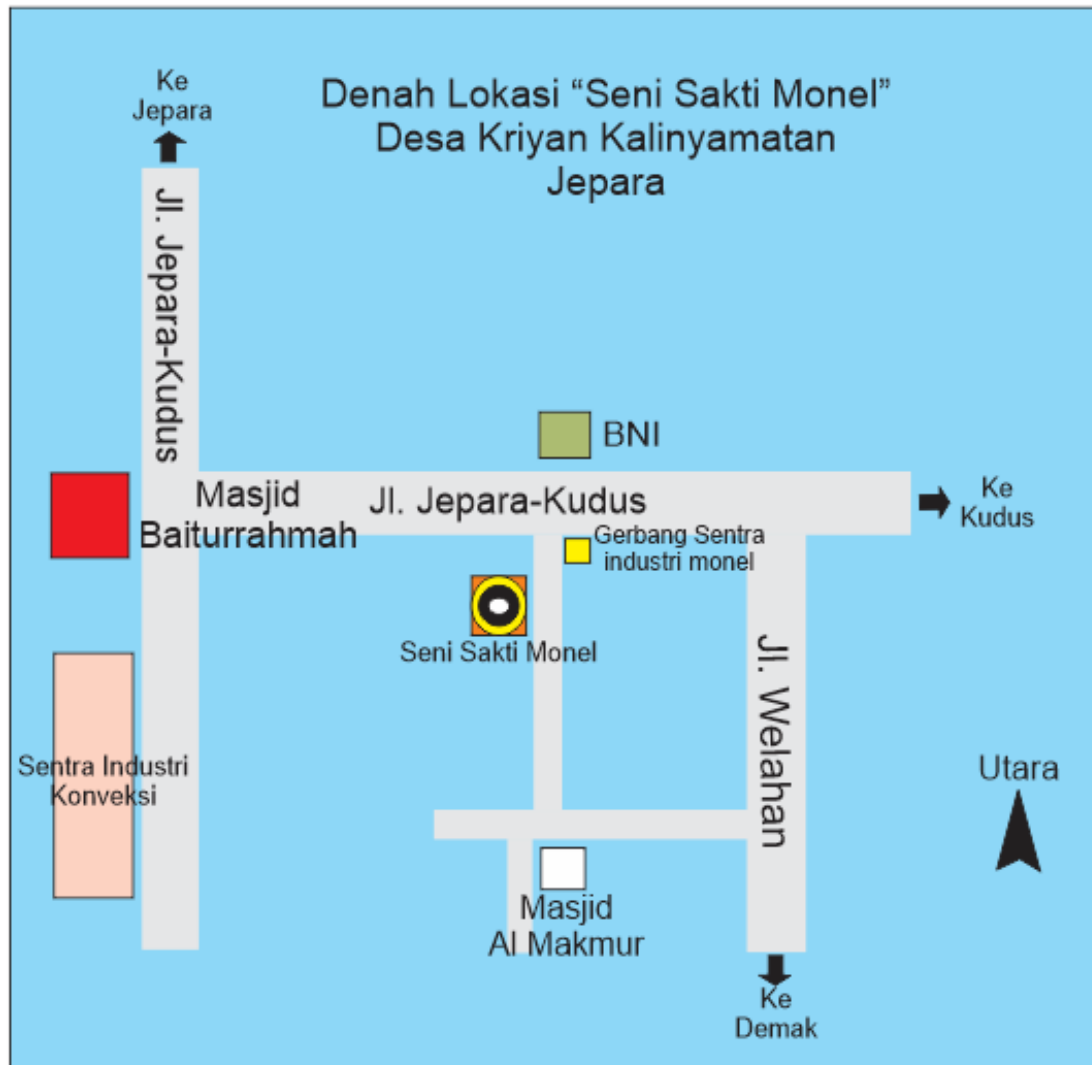 Ke
Jepara
Denah Lokasi “Seni Sakti Monel”
Desa Kriyan Kalinyamatan
Jepara
Jl. Jepara-Kudus
BNI
Masjid
Baiturrahmah
Jl. Jepara-Kudus
Ke
Kudus
Gerbang Sentra
industri monel
Seni Sakti Monel
Jl. Welahan
Sentra Industri
Konveksi
Utara
Masjid
Al Makmur
Ke
Demak